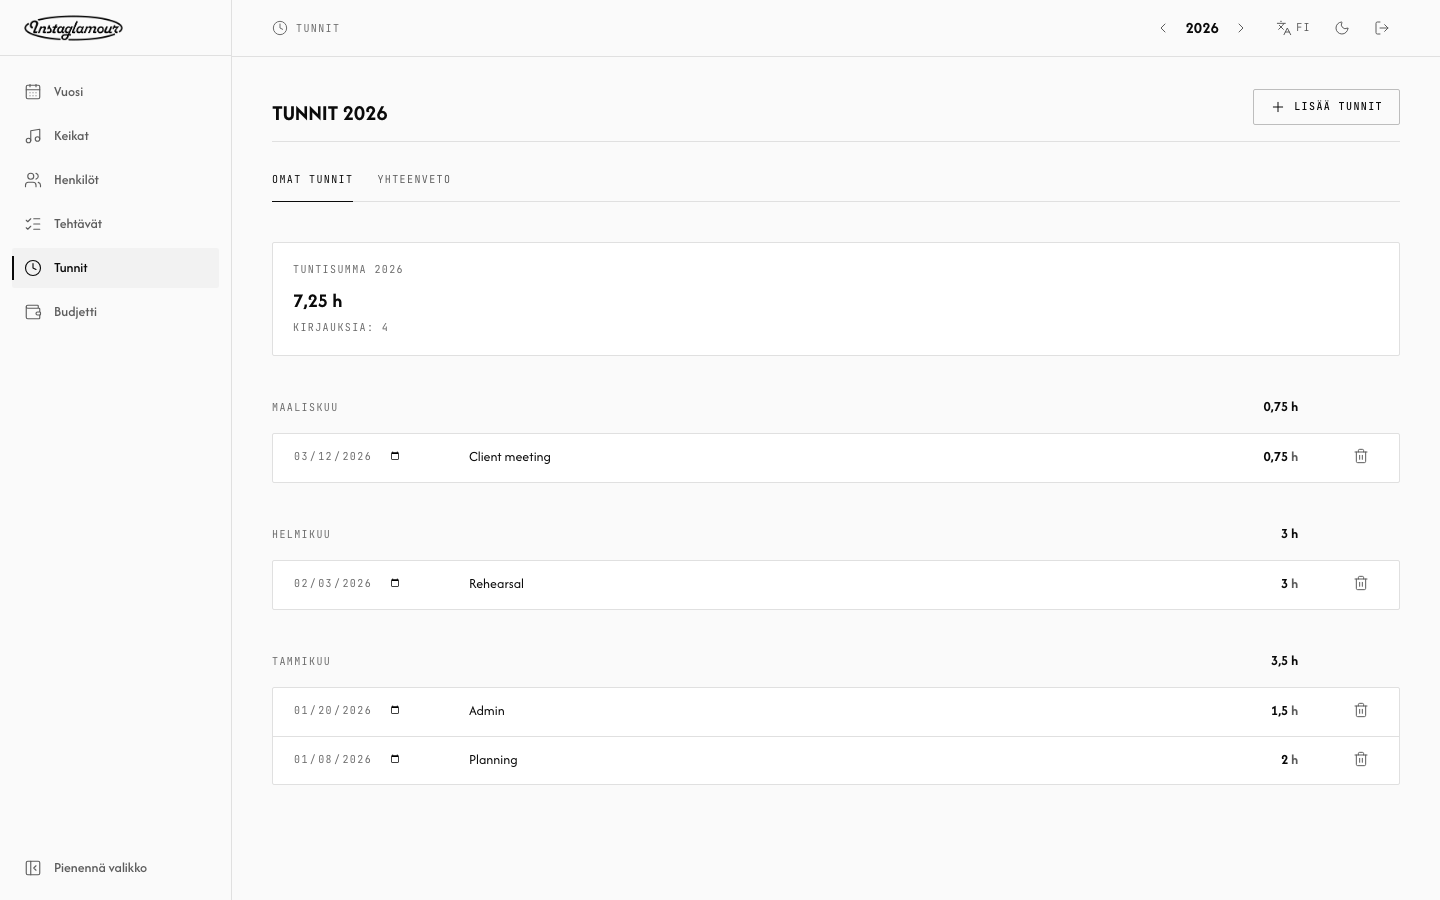 Instaglamour
TUNNIT
2026
FI
Vuosi
Keikat
Henkilöt
Tehtävät
Tunnit
Budjetti
Pienennä valikko
TUNNIT 2026
LISÄÄ TUNNIT
OMAT TUNNIT
YHTEENVETO
TUNTISUMMA 2026
7,25 h
KIRJAUKSIA: 4
MAALISKUU
0,75 h
03/12/2026
Client meeting
0,75 h
HELMIKUU
3 h
02/03/2026
Rehearsal
3 h
TAMMIKUU
3,5 h
01/20/2026
Admin
1,5 h
01/08/2026
Planning
2 h